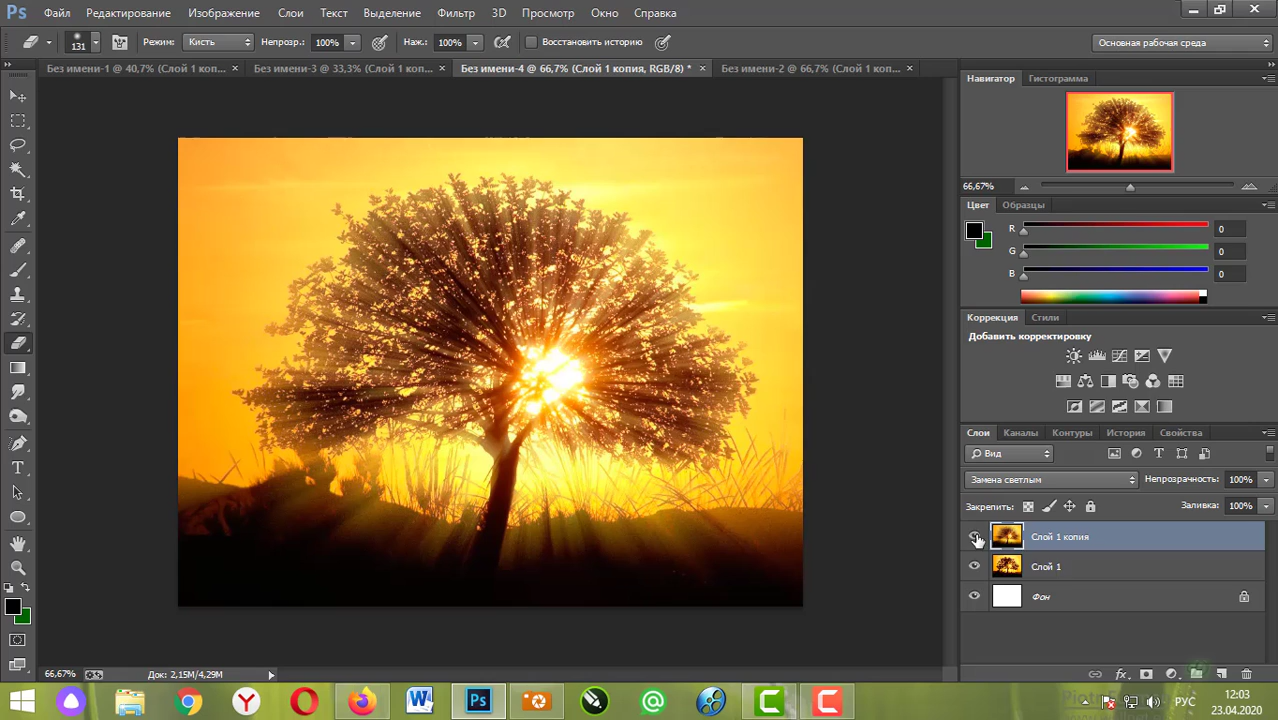 Ps Файл Редактирование Изображение Слои Текст Выделение Фильтр 3D Просмотр Окно Справка
131 Режим: Кисть Непрозр.: 100% Наж.: 100% Восстановить историю Основная рабочая среда
Без имени-1 @ 40,7% (Слой 1 коп... × Без имени-3 @ 33,3% (Слой 1 коп... × Без имени-4 @ 66,7% (Слой 1 копия, RGB/8) * × Без имени-2 @ 66,7% (Слой 1 коп... ×
Навигатор Гистограмма
66,67%
Цвет Образцы
R 0
G 0
B 0
Коррекция Стили
Добавить корректировку
Слои Каналы Контуры История Свойства
Вид
Замена светлым Непрозрачность: 100%
Закрепить: Заливка: 100%
Слой 1 копия
Слой 1
Фон
66,67% Док: 2,15M/4,29M
Ps
РУС
12:03
23.04.2020